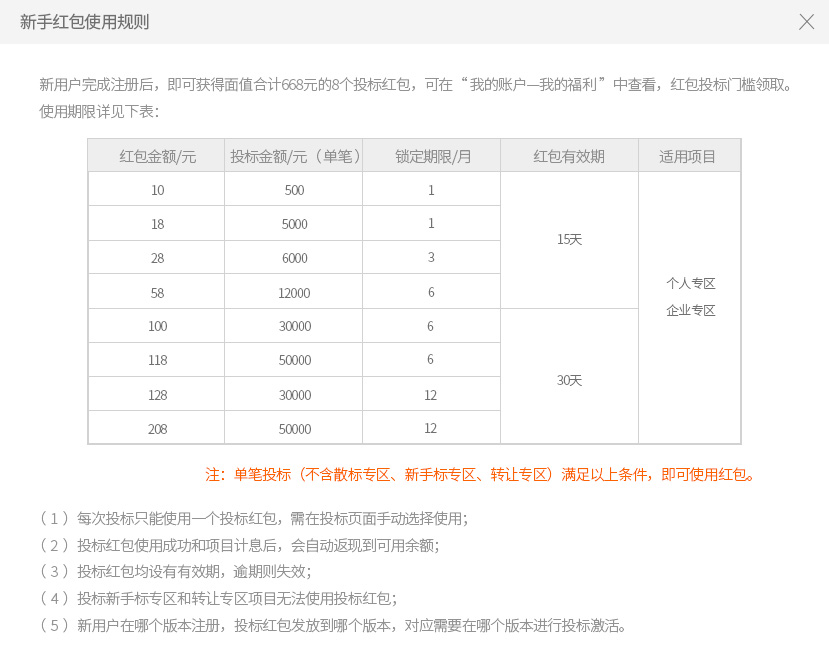 新手红包使用规则
新用户完成注册后，即可获得面值合计668元的8个投标红包，可在“我的账户—我的福利”中查看，红包投标门槛领取。
使用期限详见下表：
红包金额/元 投标金额/元（单笔） 锁定期限/月 红包有效期 适用项目
10 500 1
18 5000 1
15天
28 6000 3
个人专区
58 12000 6
企业专区
100 30000 6
118 50000 6
30天
128 30000 12
208 50000 12
注：单笔投标（不含散标专区、新手标专区、转让专区）满足以上条件，即可使用红包。
（1）每次投标只能使用一个投标红包，需在投标页面手动选择使用；
（2）投标红包使用成功和项目计息后，会自动返现到可用余额；
（3）投标红包均设有有效期，逾期则失效；
（4）投标新手标专区和转让专区项目无法使用投标红包；
（5）新用户在哪个版本注册，投标红包发放到哪个版本，对应需要在哪个版本进行投标激活。